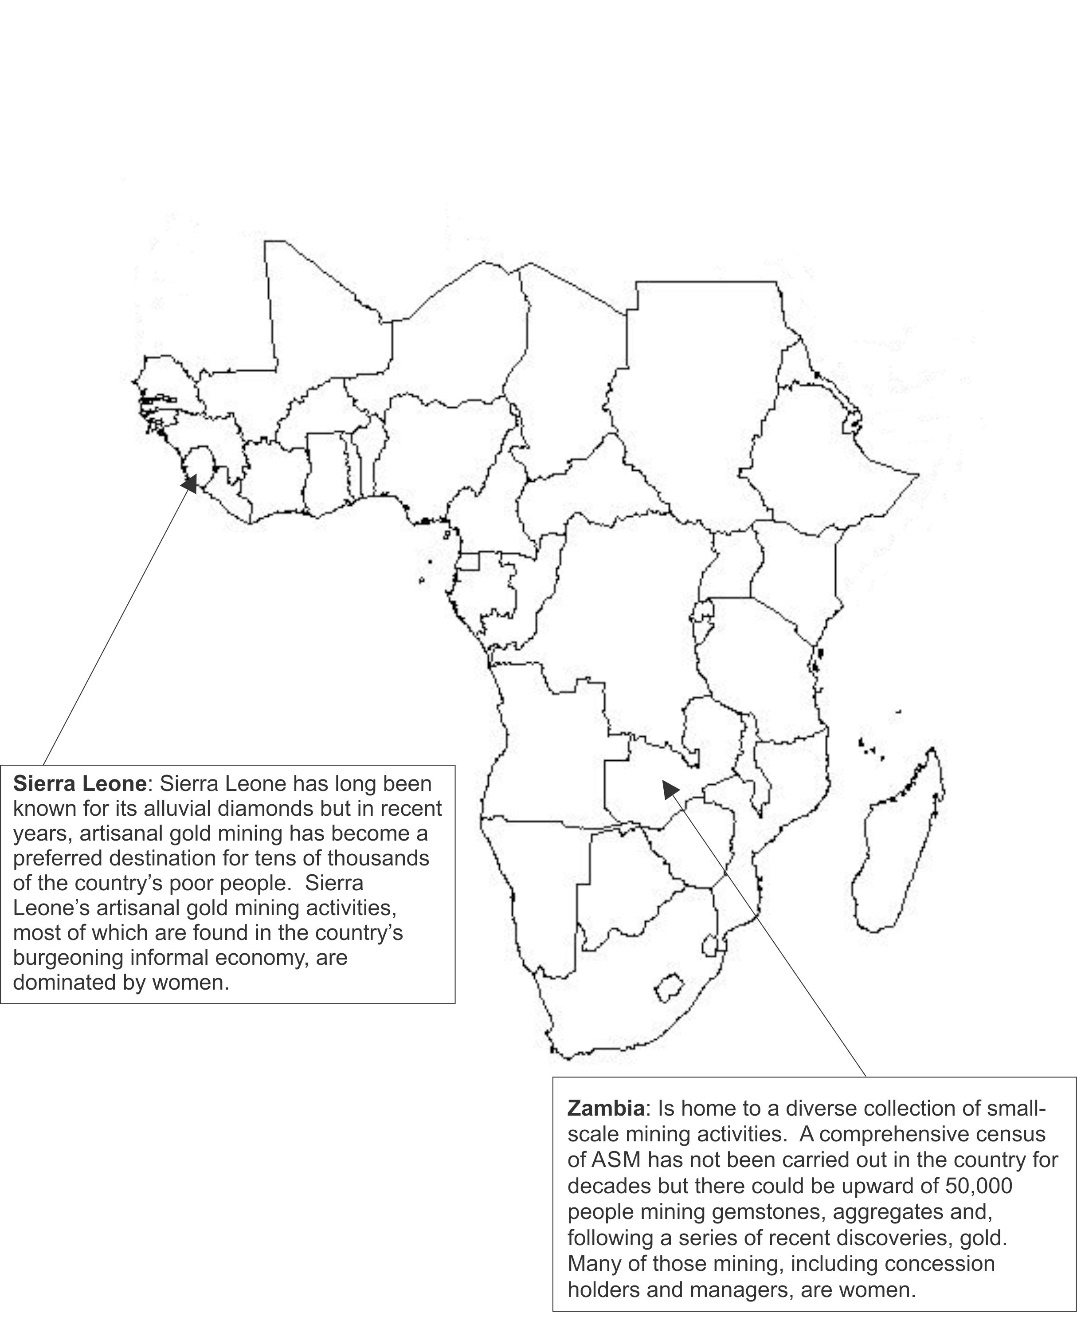 Sierra Leone: Sierra Leone has long been
known for its alluvial diamonds but in recent
years, artisanal gold mining has become a
preferred destination for tens of thousands
of the country’s poor people.  Sierra
Leone’s artisanal gold mining activities,
most of which are found in the country’s
burgeoning informal economy, are
dominated by women.
Zambia: Is home to a diverse collection of small-
scale mining activities.  A comprehensive census
of ASM has not been carried out in the country for
decades but there could be upward of 50,000
people mining gemstones, aggregates and,
following a series of recent discoveries, gold.
Many of those mining, including concession
holders and managers, are women.